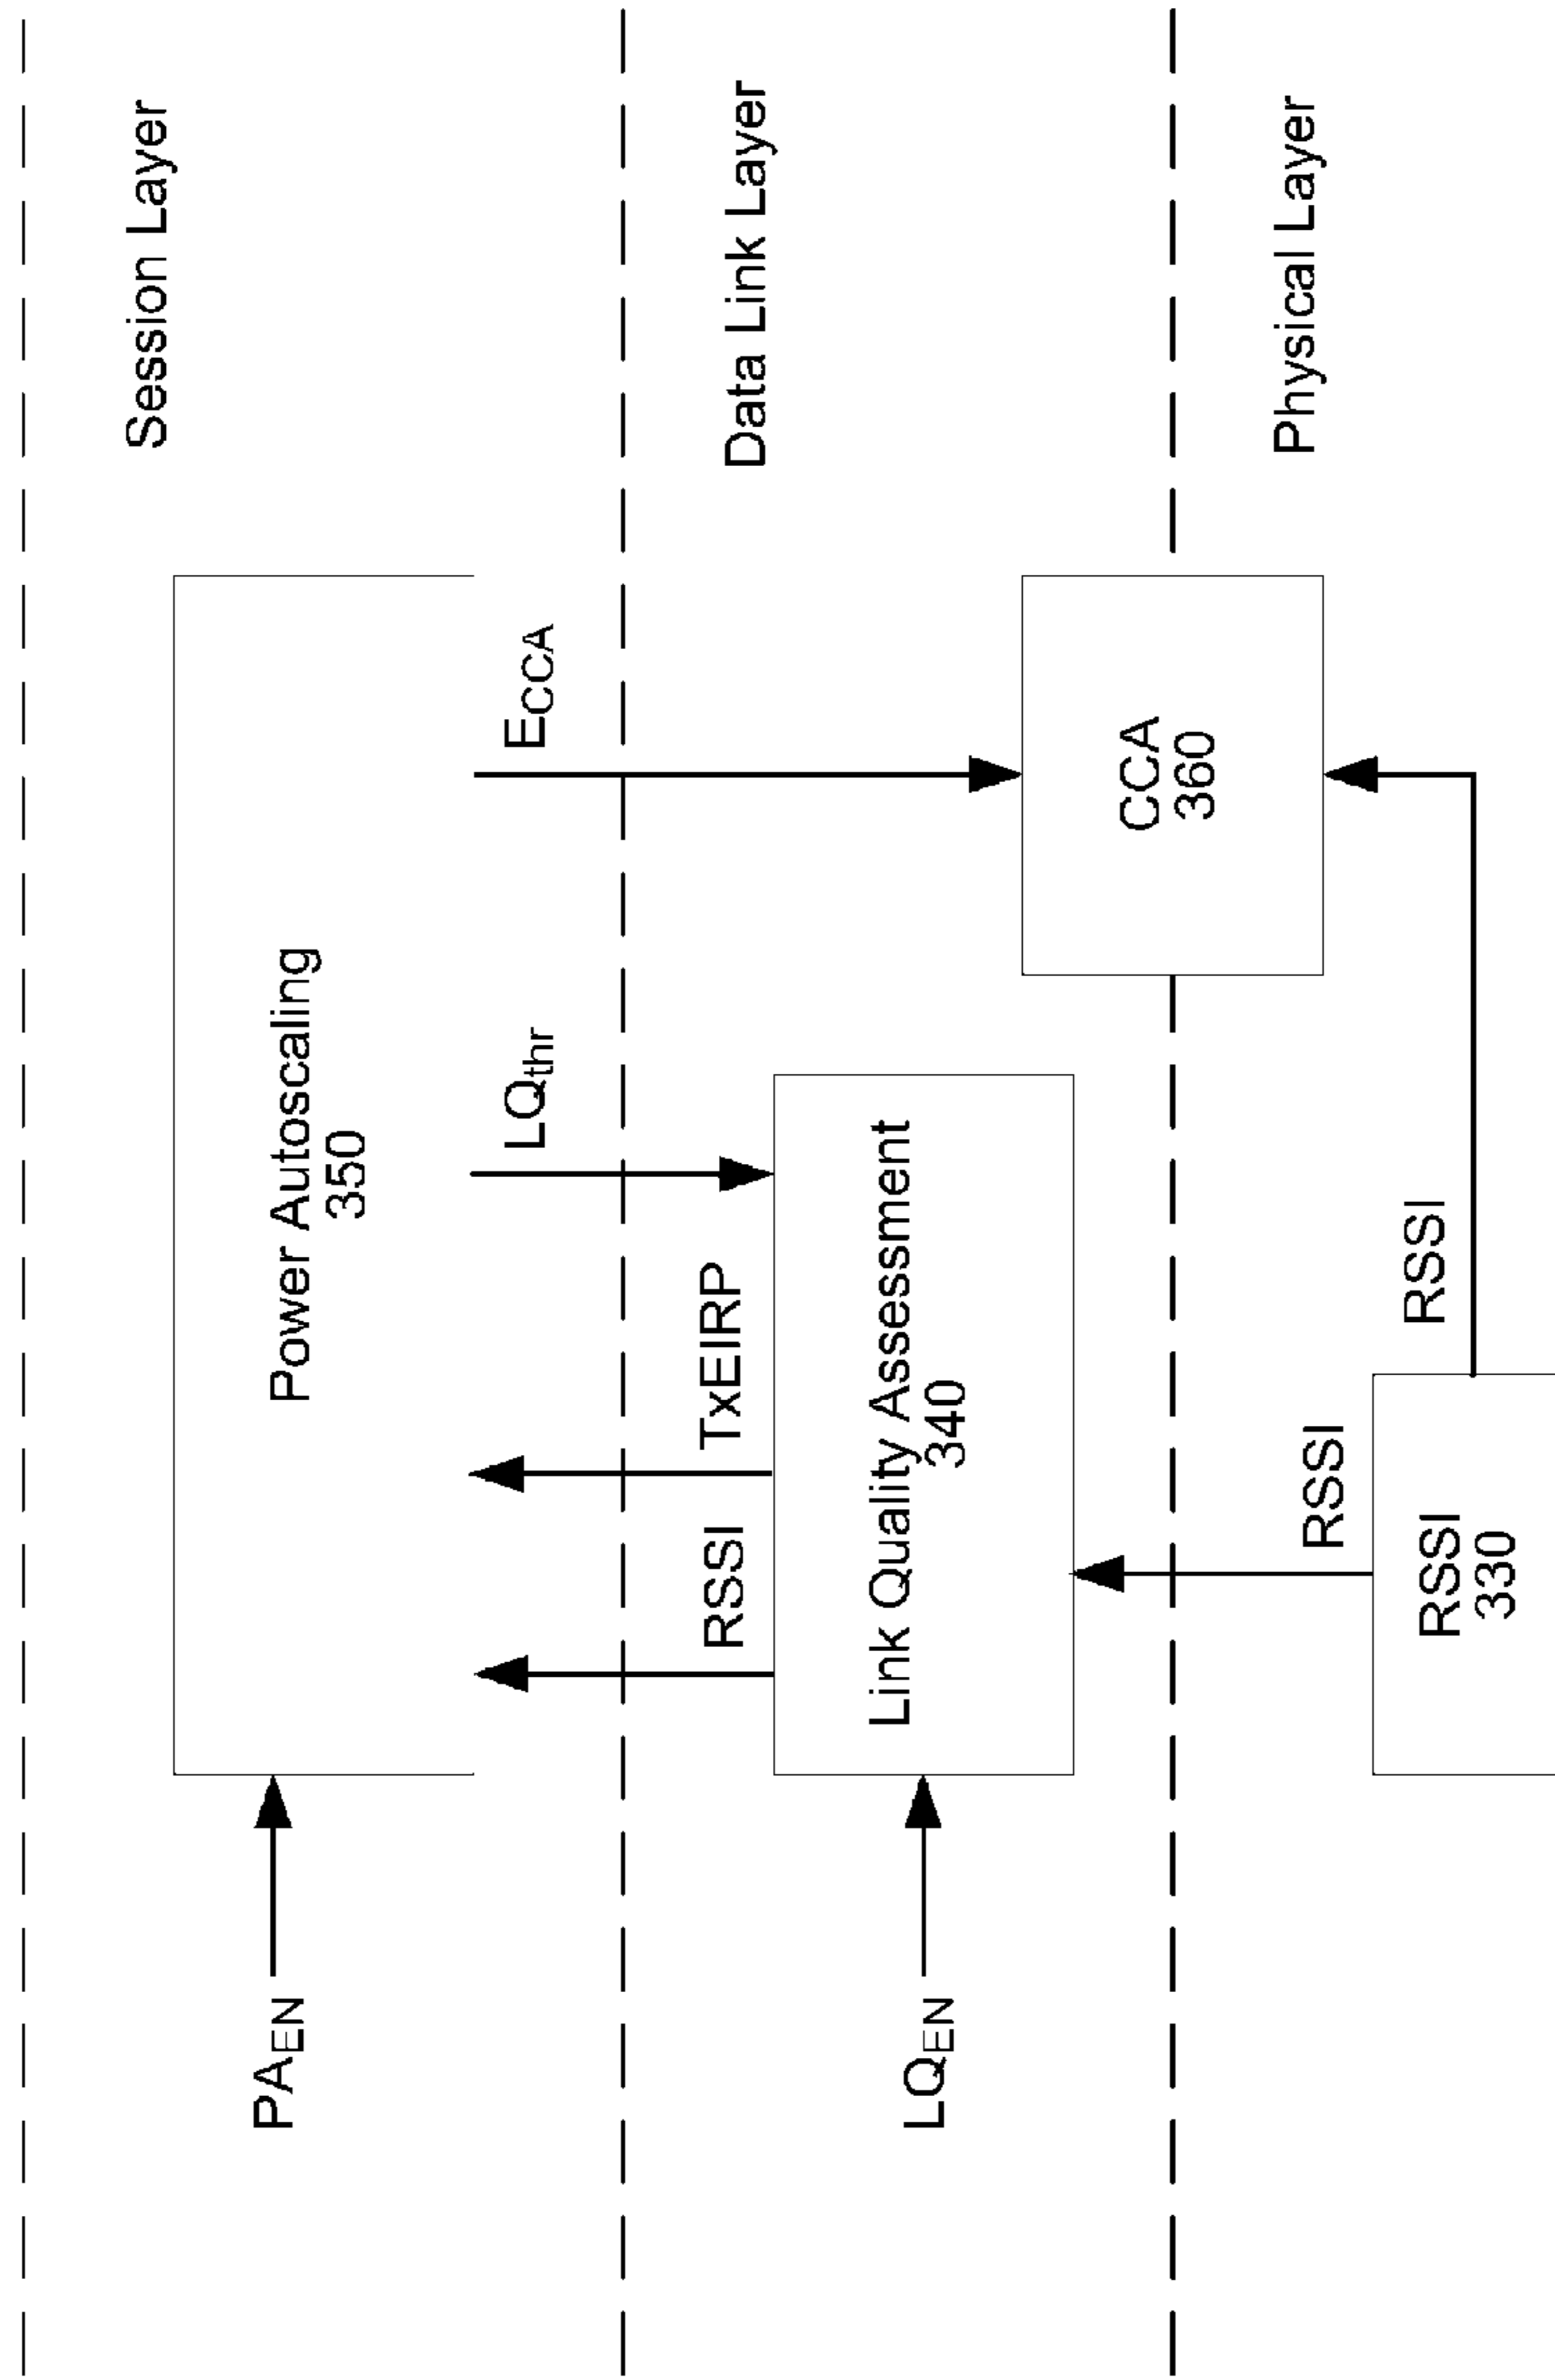 Session Layer
PAEN
Power Autoscaling
350
LQthr
ECCA
Data Link Layer
RSSI
TxEIRP
LQEN
Link Quality Assessment
340
CCA
360
Physical Layer
RSSI
RSSI
RSSI
330